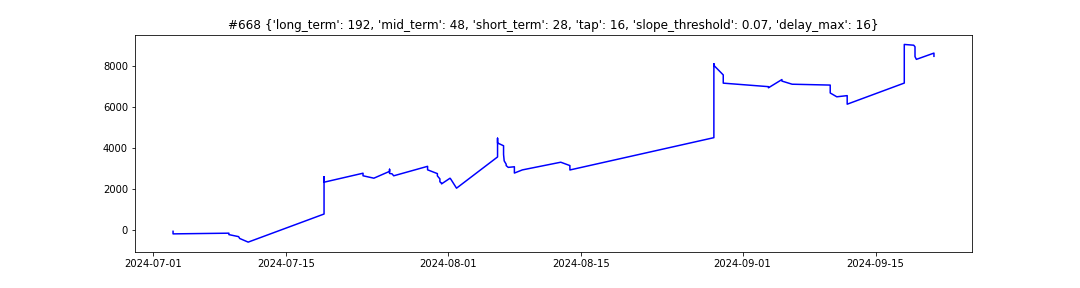 #668 {'long_term': 192, 'mid_term': 48, 'short_term': 28, 'tap': 16, 'slope_threshold': 0.07, 'delay_max': 16}
8000
6000
4000
2000
0
2024-07-01 2024-07-15 2024-08-01 2024-08-15 2024-09-01 2024-09-15